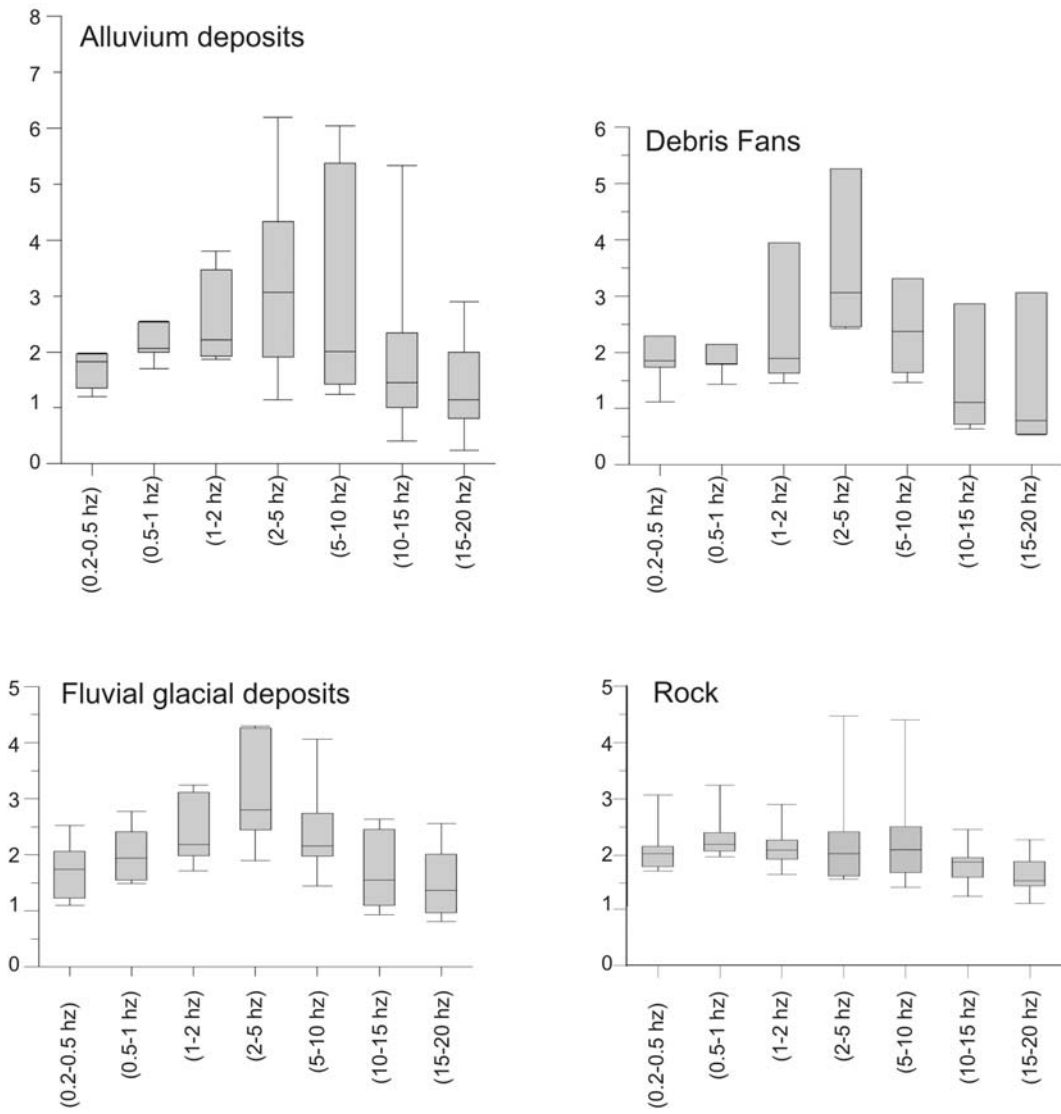 Alluvium deposits
8
7
6
5
4
3
2
1
0
(0.2-0.5 hz)
(0.5-1 hz)
(1-2 hz)
(2-5 hz)
(5-10 hz)
(10-15 hz)
(15-20 hz)
Debris Fans
6
5
4
3
2
1
0
(0.2-0.5 hz)
(0.5-1 hz)
(1-2 hz)
(2-5 hz)
(5-10 hz)
(10-15 hz)
(15-20 hz)
Fluvial glacial deposits
5
4
3
2
1
0
(0.2-0.5 hz)
(0.5-1 hz)
(1-2 hz)
(2-5 hz)
(5-10 hz)
(10-15 hz)
(15-20 hz)
Rock
5
4
3
2
1
0
(0.2-0.5 hz)
(0.5-1 hz)
(1-2 hz)
(2-5 hz)
(5-10 hz)
(10-15 hz)
(15-20 hz)